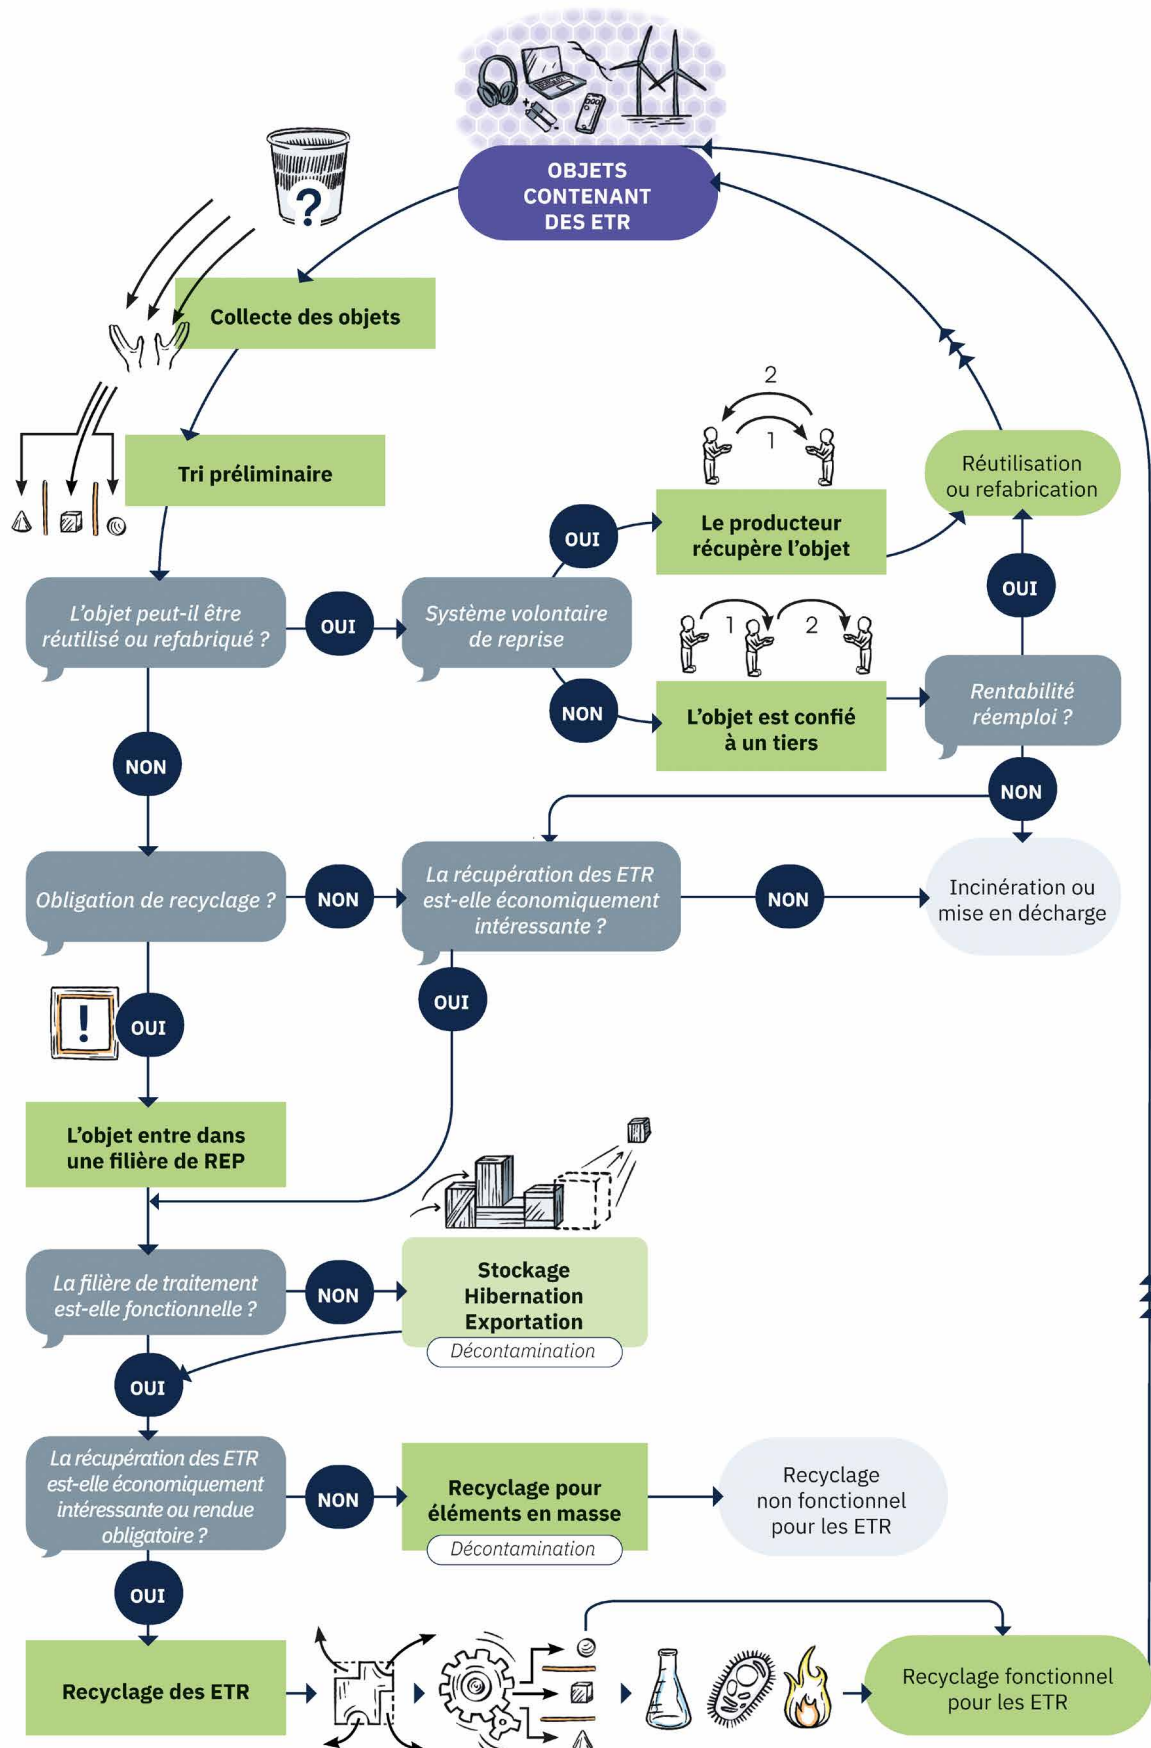 OBJETS
CONTENANT
DES ETR
?
Collecte des objets
Tri préliminaire
2
1
Réutilisation
ou refabrication
Le producteur
récupère l’objet
OUI
L’objet peut-il être
réutilisé ou refabriqué ?
OUI
Système volontaire
de reprise
OUI
1
2
NON
L’objet est confié
à un tiers
Rentabilité
réemploi ?
NON
NON
Obligation de recyclage ?
NON
La récupération des ETR
est-elle économiquement
intéressante ?
NON
Incinération ou
mise en décharge
!
OUI
OUI
L’objet entre dans
une filière de REP
La filière de traitement
est-elle fonctionnelle ?
NON
Stockage
Hibernation
Exportation
Décontamination
OUI
La récupération des ETR
est-elle économiquement
intéressante ou rendue
obligatoire ?
NON
Recyclage pour
éléments en masse
Décontamination
Recyclage
non fonctionnel
pour les ETR
OUI
Recyclage des ETR
Recyclage fonctionnel
pour les ETR